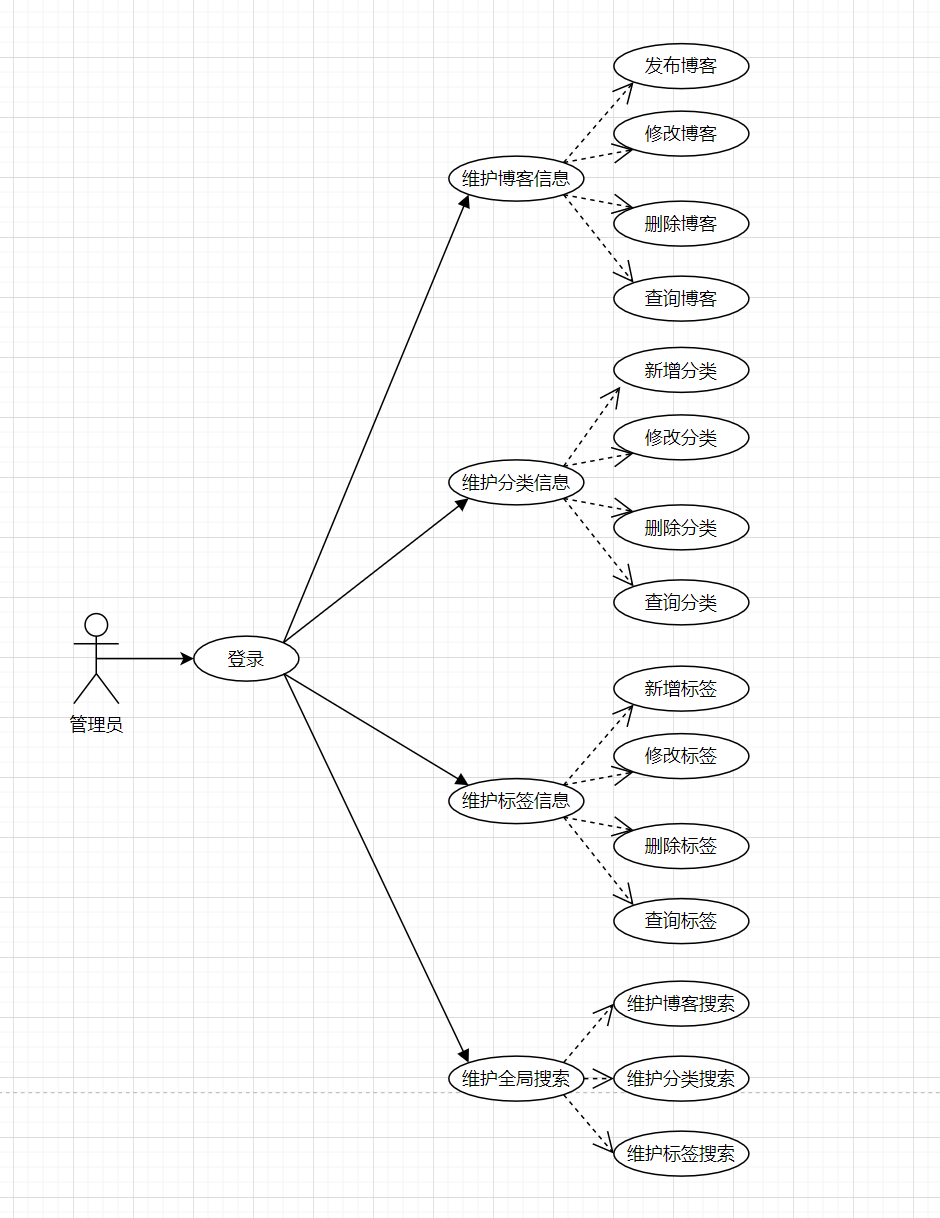 发布博客
修改博客
维护博客信息
删除博客
查询博客
新增分类
修改分类
维护分类信息
删除分类
查询分类
登录
管理员
新增标签
修改标签
维护标签信息
删除标签
查询标签
维护博客搜索
维护全局搜索
维护分类搜索
维护标签搜索